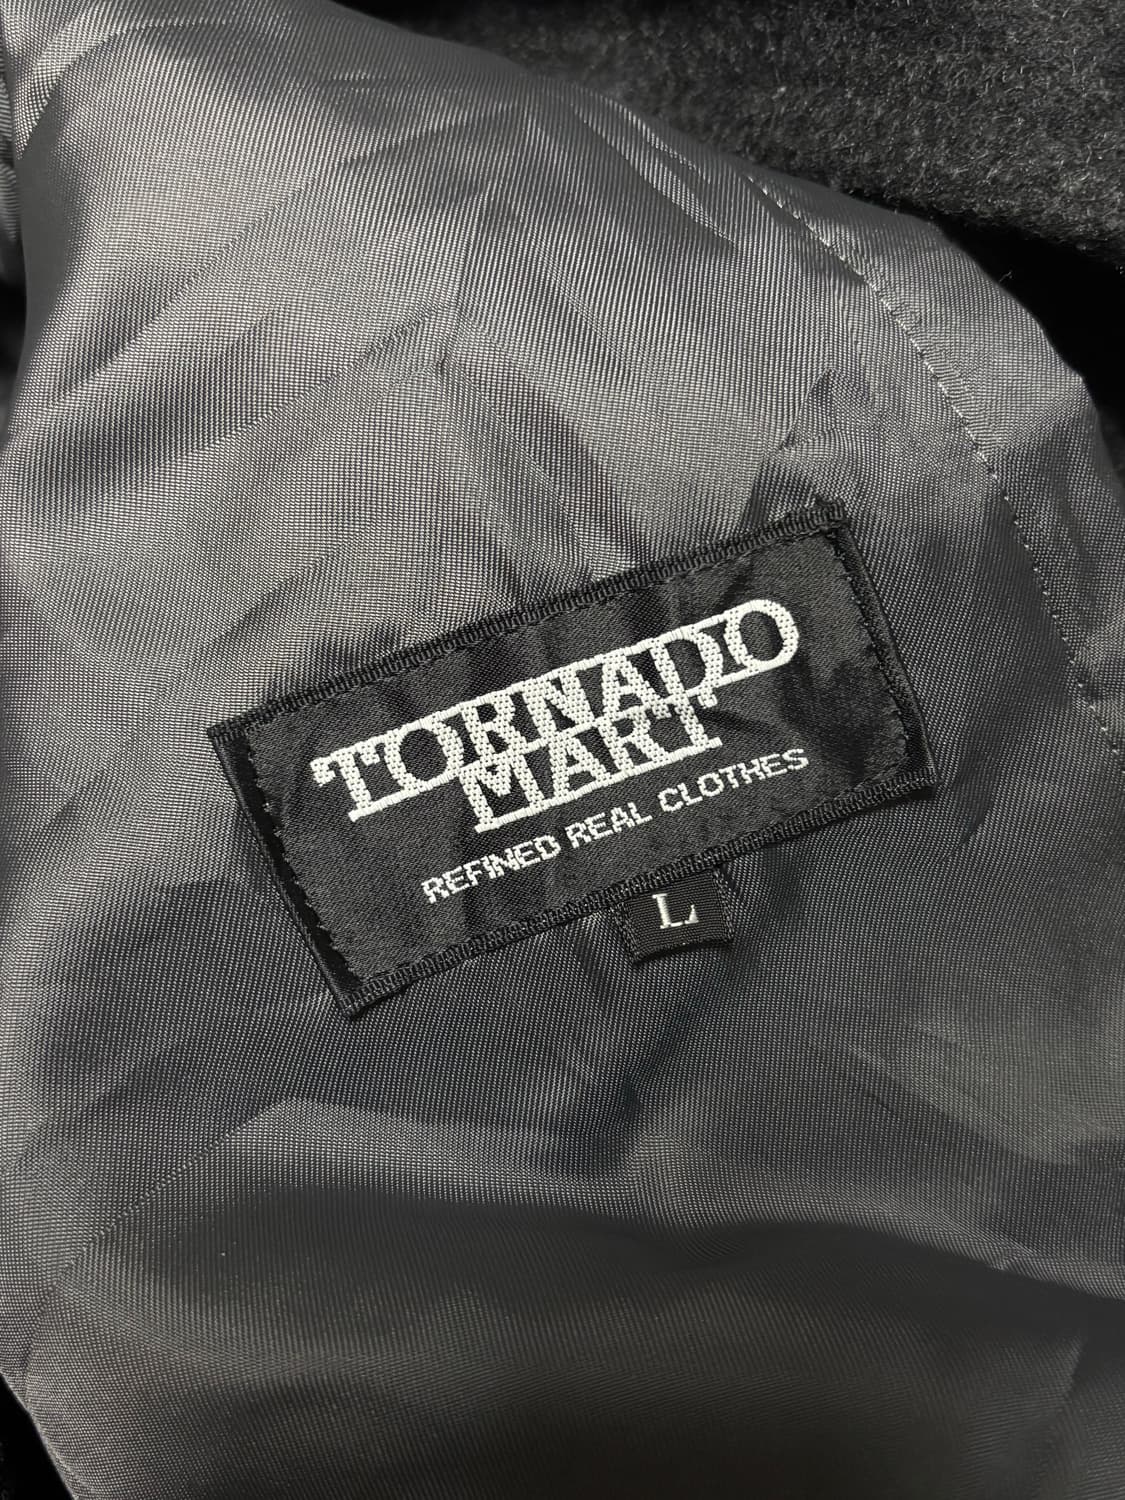 TORNADO
MART
REFINED REAL CLOTHES
L